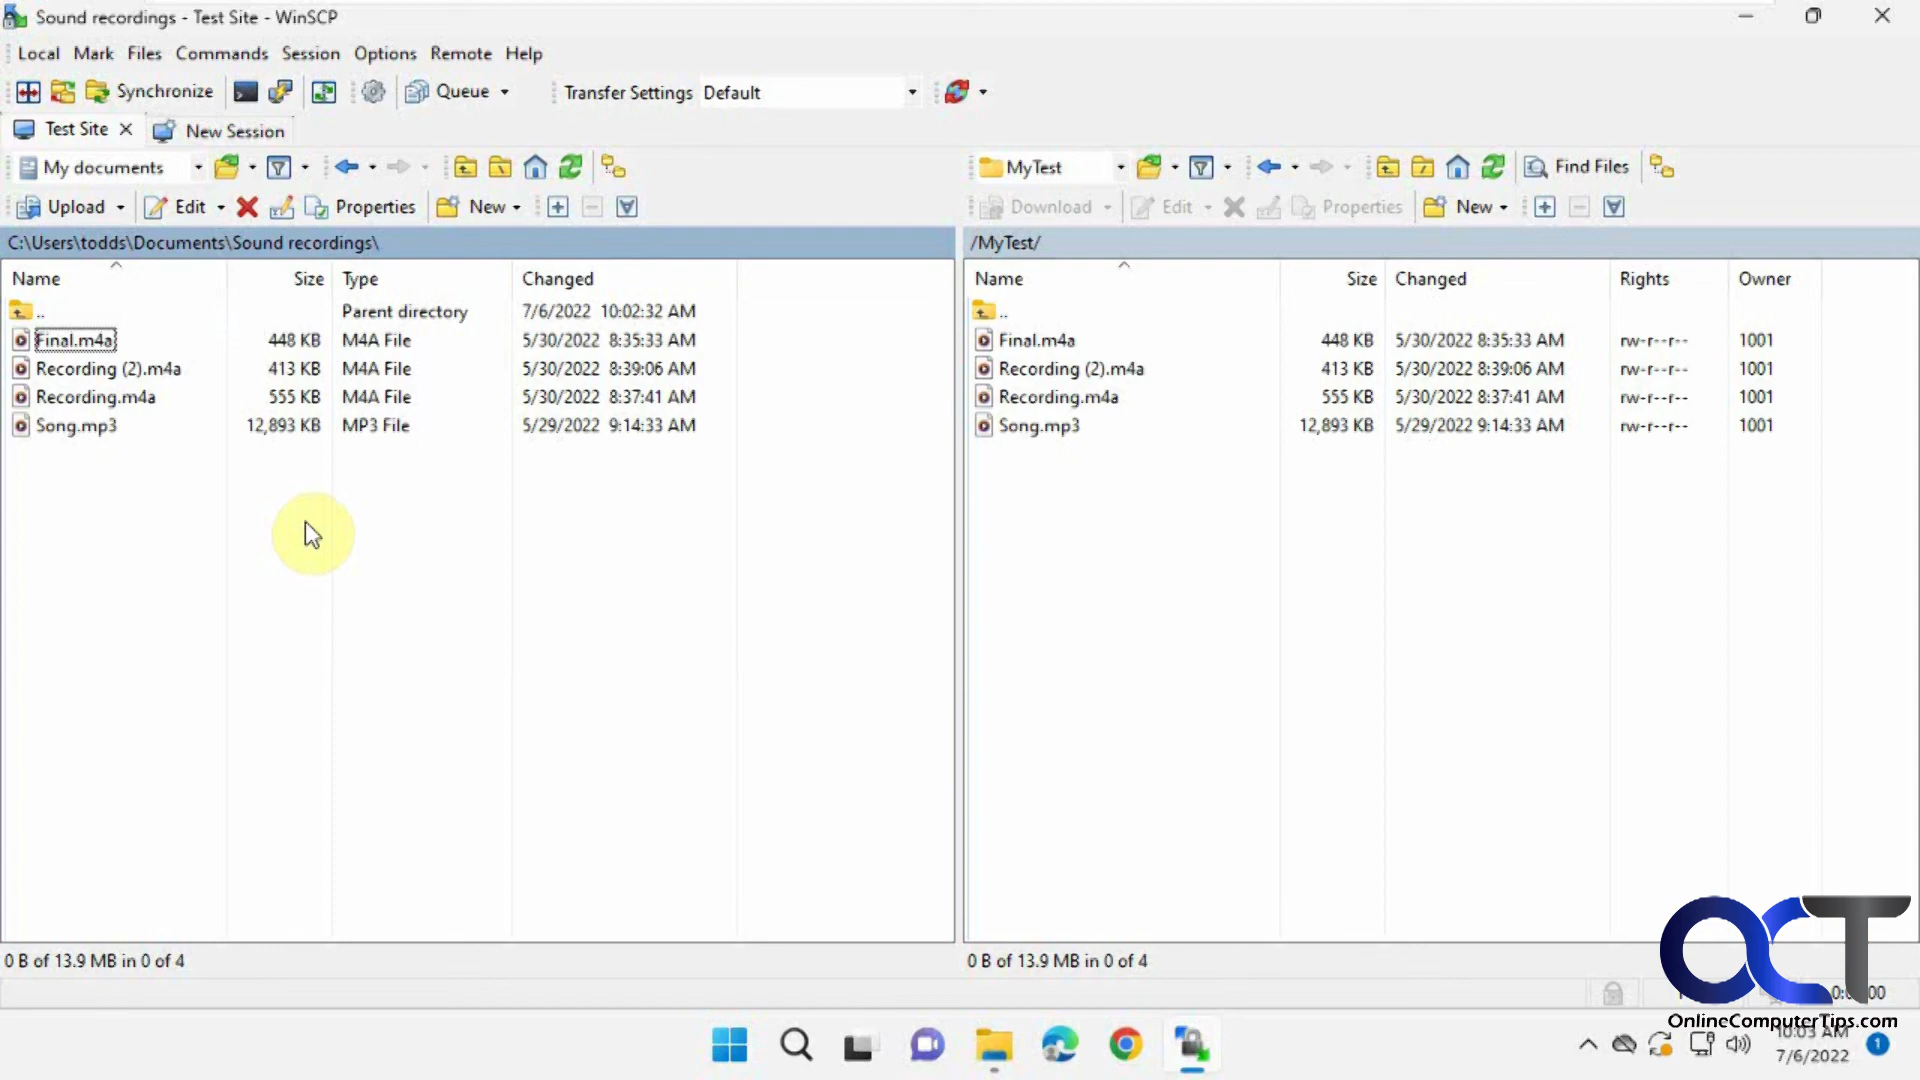 Sound recordings - Test Site - WinSCP
Local Mark Files Commands Session Options Remote Help
Synchronize Queue Transfer Settings Default
Test Site New Session
My documents MyTest Find Files
Upload Edit Properties New Download Edit Properties New
C:\Users\todds\Documents\Sound recordings\ /MyTest/
Name Size Type Changed Name Size Changed Rights Owner
.. Parent directory 7/6/2022 10:02:32 AM ..
Final.m4a 448 KB M4A File 5/30/2022 8:35:33 AM Final.m4a 448 KB 5/30/2022 8:35:33 AM rw-r--r-- 1001
Recording (2).m4a 413 KB M4A File 5/30/2022 8:39:06 AM Recording (2).m4a 413 KB 5/30/2022 8:39:06 AM rw-r--r-- 1001
Recording.m4a 555 KB M4A File 5/30/2022 8:37:41 AM Recording.m4a 555 KB 5/30/2022 8:37:41 AM rw-r--r-- 1001
Song.mp3 12,893 KB MP3 File 5/29/2022 9:14:33 AM Song.mp3 12,893 KB 5/29/2022 9:14:33 AM rw-r--r-- 1001
0 B of 13.9 MB in 0 of 4 0 B of 13.9 MB in 0 of 4
OCT
OnlineComputerTips.com
10:03 AM
7/6/2022 1